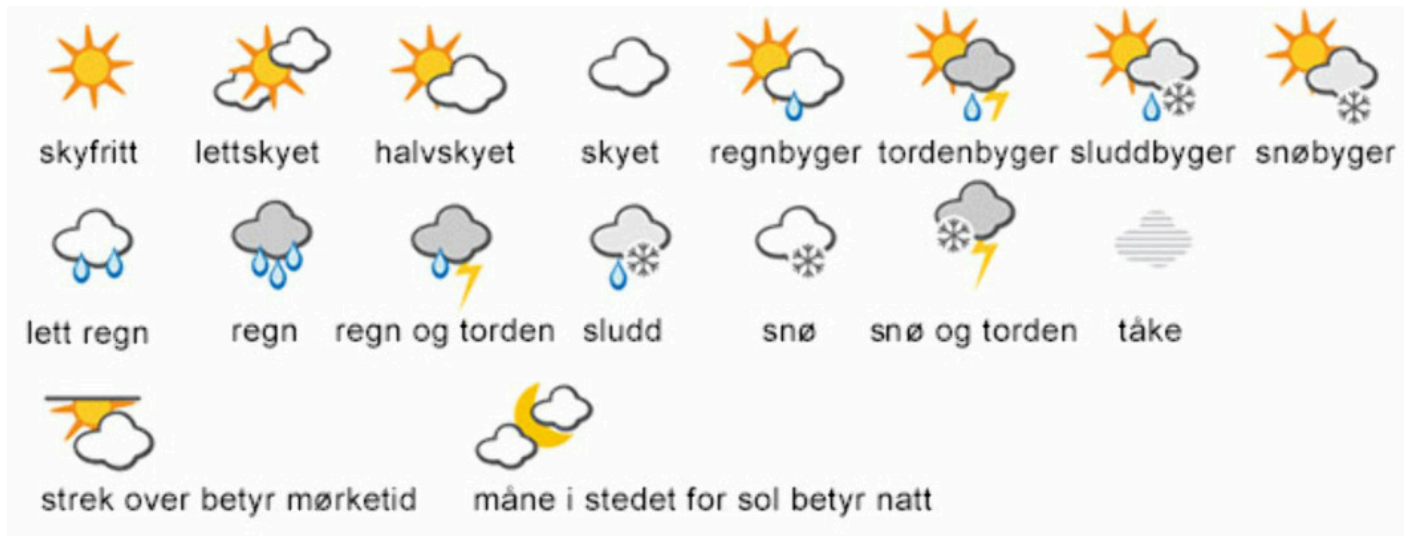 skyfritt lettskyet halvskyet skyet regnbyger tordenbyger sluddbyger snøbyger
lett regn regn regn og torden sludd snø snø og torden tåke
strek over betyr mørketid måne i stedet for sol betyr natt